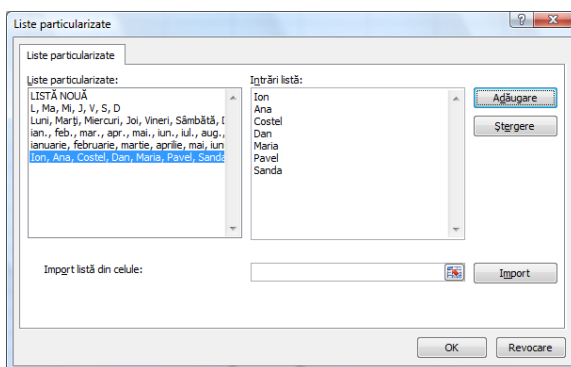 Liste particularizate
Liste particularizate
Liste particularizate:
LISTĂ NOUĂ
L, Ma, Mi, J, V, S, D
Luni, Marți, Miercuri, Joi, Vineri, Sâmbătă,
ian., feb., mar., apr., mai., iun., iul., aug.,
ianuarie, februarie, martie, aprilie, mai, iun
Ion, Ana, Costel, Dan, Maria, Pavel, Sanda
Intrări listă:
Ion
Ana
Costel
Dan
Maria
Pavel
Sanda
Adăugare
Ștergere
Import listă din celule:
Import
OK
Revocare